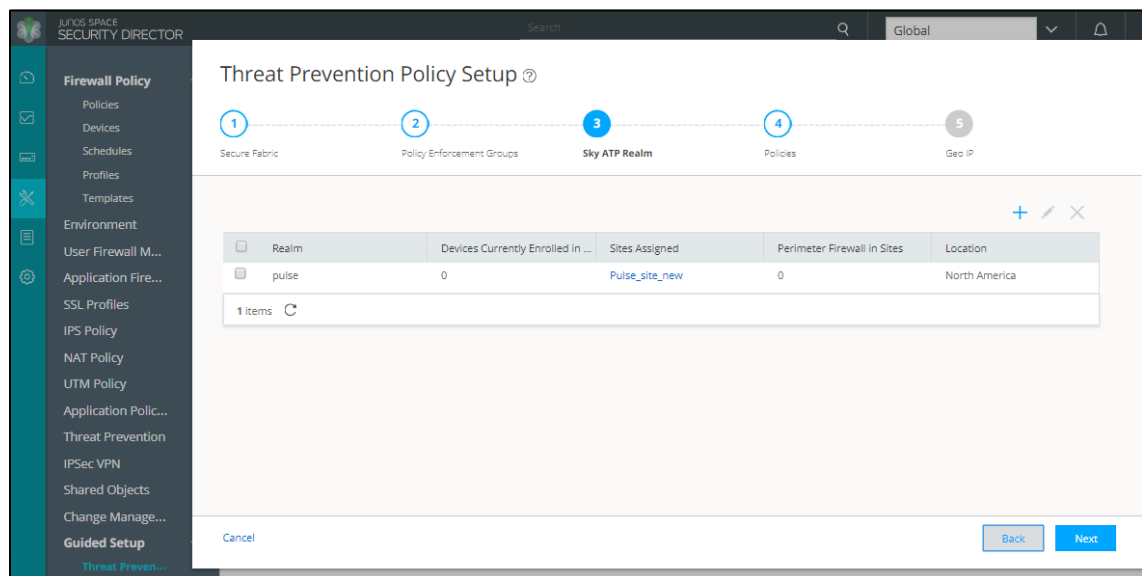 JUNOS SPACE
SECURITY DIRECTOR
Search
Global
Firewall Policy
Policies
Devices
Schedules
Profiles
Templates
Environment
User Firewall M...
Application Fire...
SSL Profiles
IPS Policy
NAT Policy
UTM Policy
Application Polic...
Threat Prevention
IPSec VPN
Shared Objects
Change Manage...
Guided Setup
Threat Preven...
Threat Prevention Policy Setup ?
1 2 3 4 5
Secure Fabric Policy Enforcement Groups Sky ATP Realm Policies Geo IP
Realm Devices Currently Enrolled in ... Sites Assigned Perimeter Firewall in Sites Location
pulse 0 Pulse_site_new 0 North America
1 items
Cancel Back Next